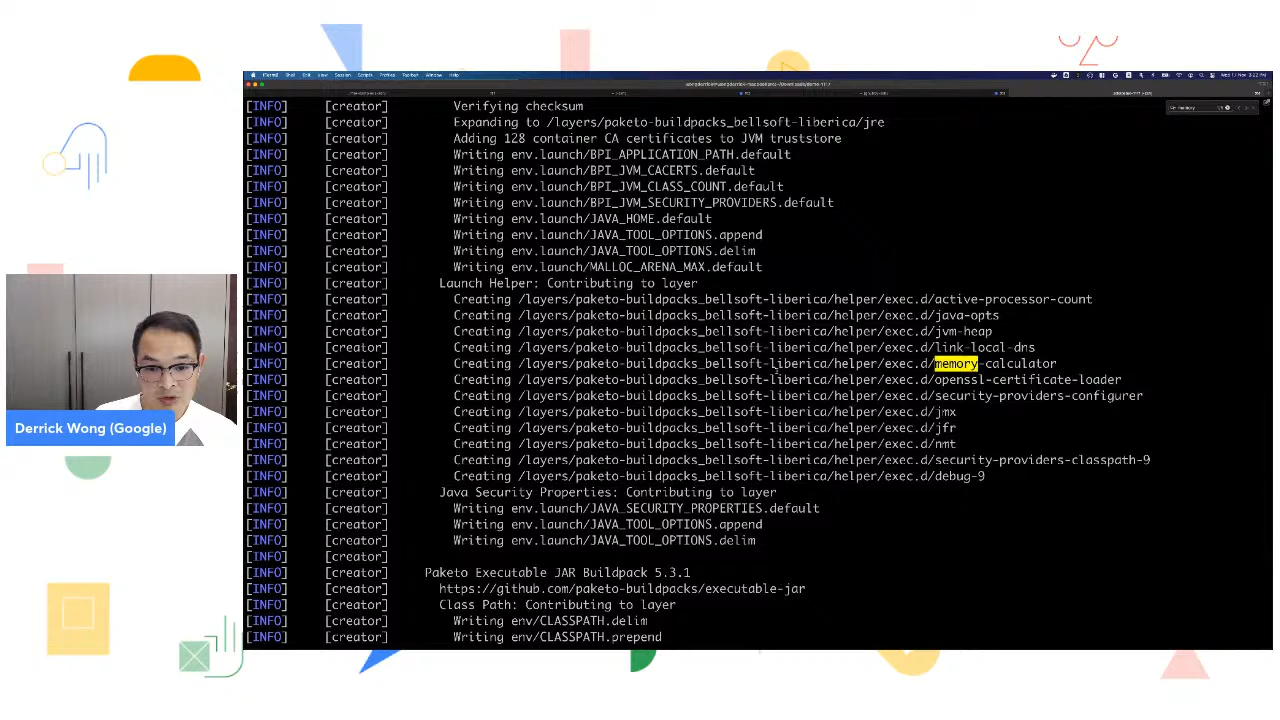 iTerm2 Shell Edit View Session Scripts Profiles Toolbelt Window Help
[INFO] [creator] Verifying checksum
[INFO] [creator] Expanding to /layers/paketo-buildpacks_bellsoft-liberica/jre
[INFO] [creator] Adding 128 container CA certificates to JVM truststore
[INFO] [creator] Writing env.launch/BPI_APPLICATION_PATH.default
[INFO] [creator] Writing env.launch/BPI_JVM_CACERTS.default
[INFO] [creator] Writing env.launch/BPI_JVM_CLASS_COUNT.default
[INFO] [creator] Writing env.launch/BPI_JVM_SECURITY_PROVIDERS.default
[INFO] [creator] Writing env.launch/JAVA_HOME.default
[INFO] [creator] Writing env.launch/JAVA_TOOL_OPTIONS.append
[INFO] [creator] Writing env.launch/JAVA_TOOL_OPTIONS.delim
[INFO] [creator] Writing env.launch/MALLOC_ARENA_MAX.default
[INFO] [creator] Launch Helper: Contributing to layer
[INFO] [creator] Creating /layers/paketo-buildpacks_bellsoft-liberica/helper/exec.d/active-processor-count
[INFO] [creator] Creating /layers/paketo-buildpacks_bellsoft-liberica/helper/exec.d/java-opts
[INFO] [creator] Creating /layers/paketo-buildpacks_bellsoft-liberica/helper/exec.d/jvm-heap
[INFO] [creator] Creating /layers/paketo-buildpacks_bellsoft-liberica/helper/exec.d/link-local-dns
[INFO] [creator] Creating /layers/paketo-buildpacks_bellsoft-liberica/helper/exec.d/memory-calculator
[INFO] [creator] Creating /layers/paketo-buildpacks_bellsoft-liberica/helper/exec.d/openssl-certificate-loader
[INFO] [creator] Creating /layers/paketo-buildpacks_bellsoft-liberica/helper/exec.d/security-providers-configurer
[INFO] [creator] Creating /layers/paketo-buildpacks_bellsoft-liberica/helper/exec.d/jmx
[INFO] [creator] Creating /layers/paketo-buildpacks_bellsoft-liberica/helper/exec.d/jfr
[INFO] [creator] Creating /layers/paketo-buildpacks_bellsoft-liberica/helper/exec.d/nmt
[INFO] [creator] Creating /layers/paketo-buildpacks_bellsoft-liberica/helper/exec.d/security-providers-classpath-9
[INFO] [creator] Creating /layers/paketo-buildpacks_bellsoft-liberica/helper/exec.d/debug-9
[INFO] [creator] Java Security Properties: Contributing to layer
[INFO] [creator] Writing env.launch/JAVA_SECURITY_PROPERTIES.default
[INFO] [creator] Writing env.launch/JAVA_TOOL_OPTIONS.append
[INFO] [creator] Writing env.launch/JAVA_TOOL_OPTIONS.delim
[INFO] [creator]
[INFO] [creator] Paketo Executable JAR Buildpack 5.3.1
[INFO] [creator] https://github.com/paketo-buildpacks/executable-jar
[INFO] [creator] Class Path: Contributing to layer
[INFO] [creator] Writing env/CLASSPATH.delim
[INFO] [creator] Writing env/CLASSPATH.prepend
memory
Derrick Wong (Google)